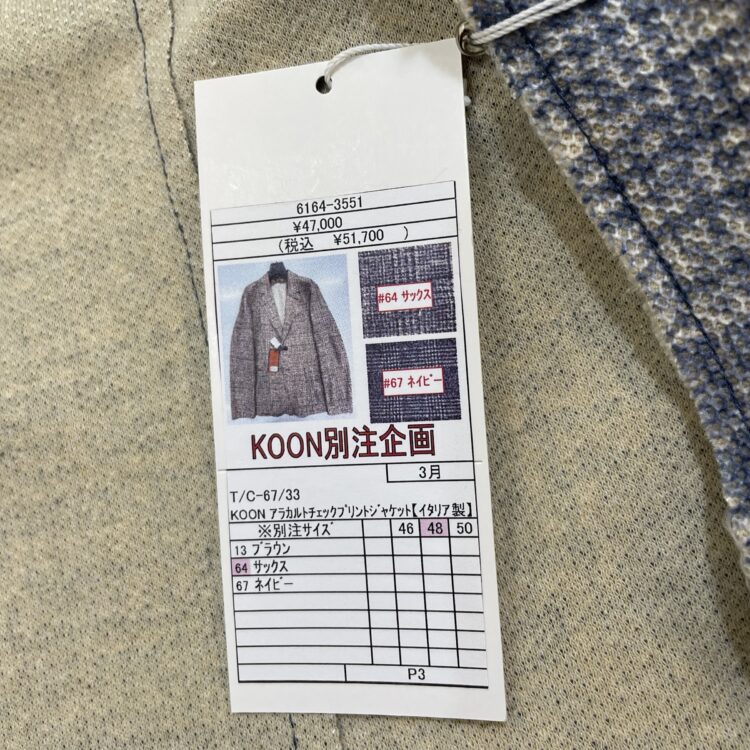 6164-3551
¥47,000
(税込 ¥51,700 )
#64 サックス
#67 ネイビー
KOON別注企画
3月
T/C-67/33
KOON アラカルトチェックプリントジャケット【イタリア製】
※別注サイズ 46 48 50
13 ブラウン
64 サックス
67 ネイビー
P3